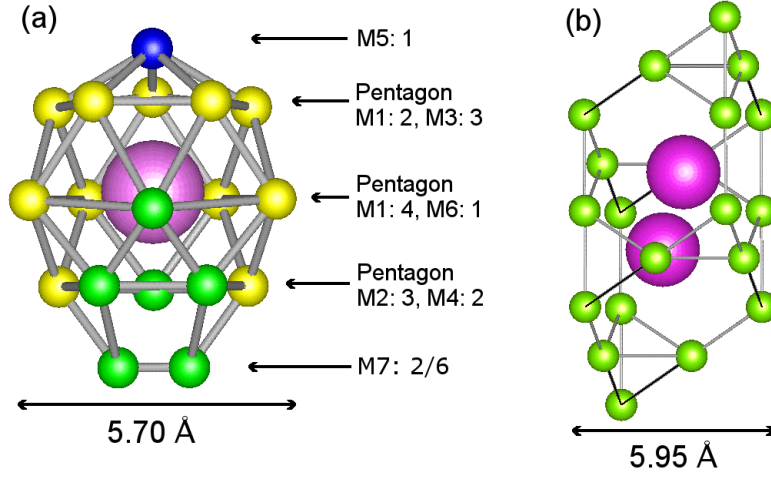 (a)
M5: 1
Pentagon
M1: 2, M3: 3
Pentagon
M1: 4, M6: 1
Pentagon
M2: 3, M4: 2
M7: 2/6
5.70 Å
(b)
5.95 Å